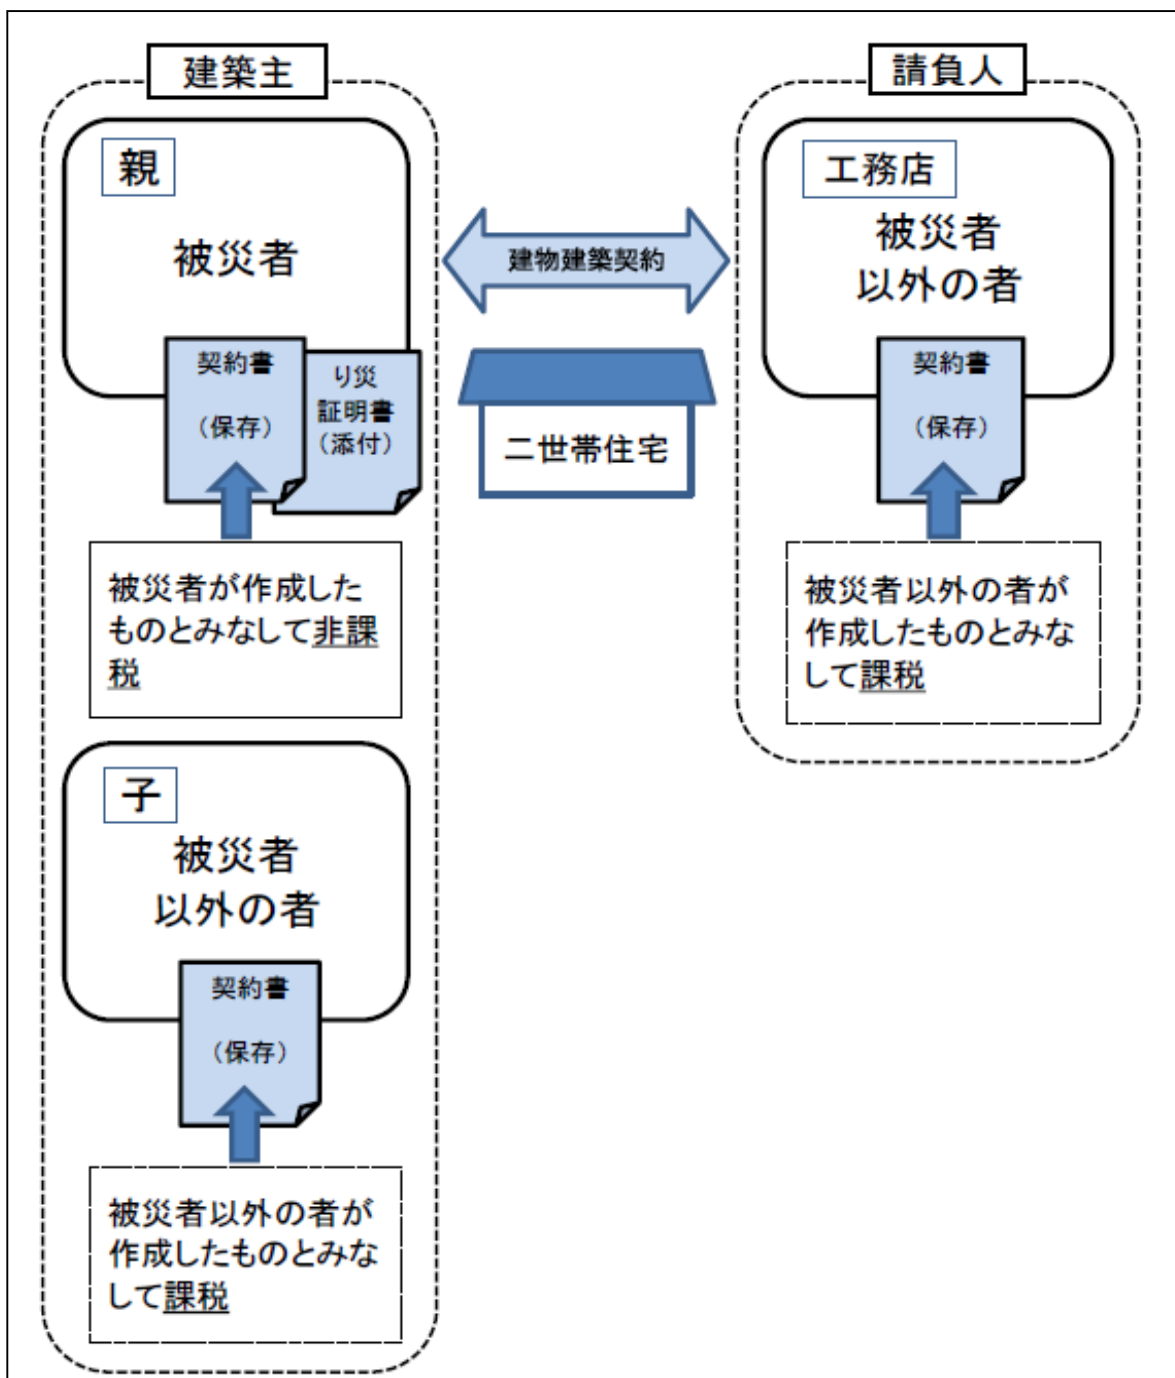 建築主
親
被災者
契約書
（保存）
り災
証明書
（添付）
被災者が作成した
ものとみなして非課
税
子
被災者
以外の者
契約書
（保存）
被災者以外の者が
作成したものとみな
して課税
建物建築契約
二世帯住宅
請負人
工務店
被災者
以外の者
契約書
（保存）
被災者以外の者が
作成したものとみな
して課税